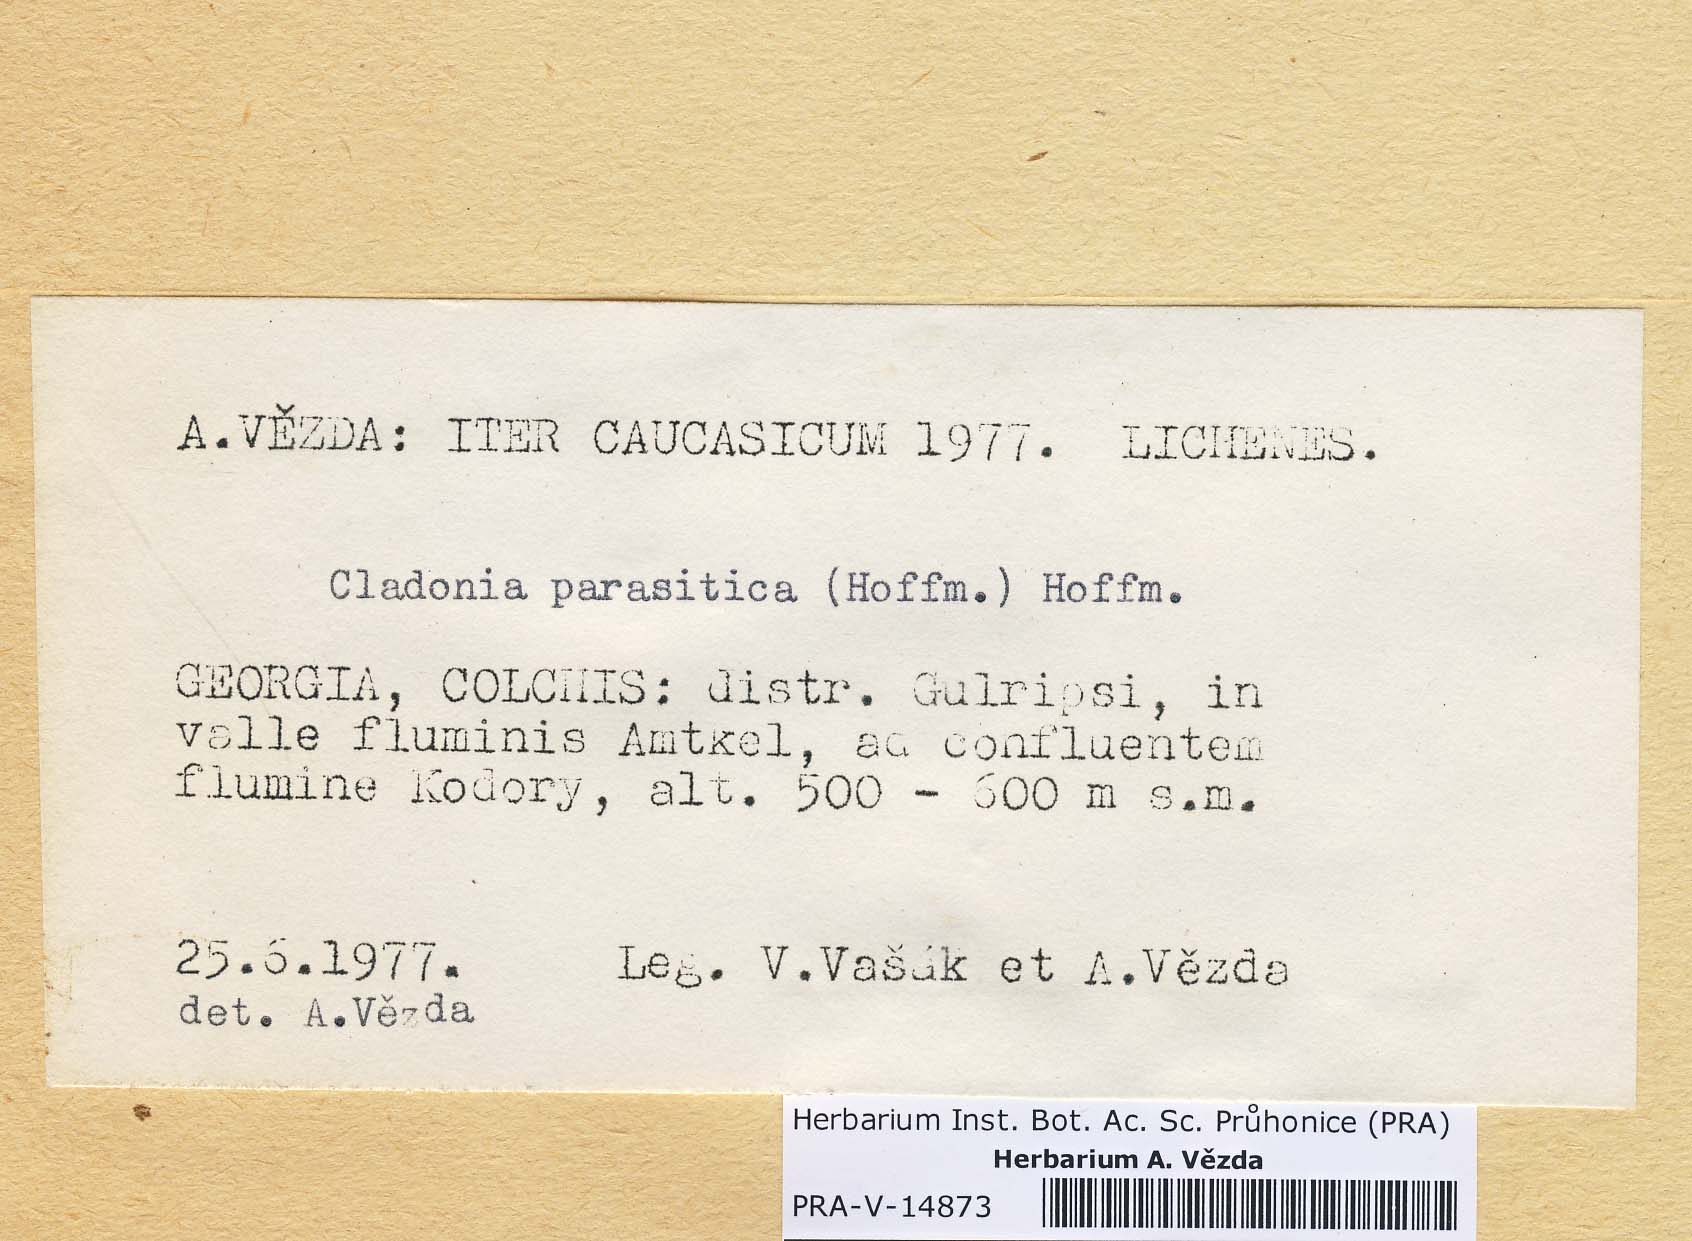 A.VĚZDA: ITER CAUCASICUM 1977. LICHENES.
Cladonia parasitica (Hoffm.) Hoffm.
GEORGIA, COLCHIS: distr. Gulripsi, in
valle fluminis Amtkel, ad confluentem
flumine Kodory, alt. 500 - 600 m s.m.
25.6.1977. Leg. V.Vašák et A.Vězda
det. A.Vězda
Herbarium Inst. Bot. Ac. Sc. Průhonice (PRA)
Herbarium A. Vězda
PRA-V-14873